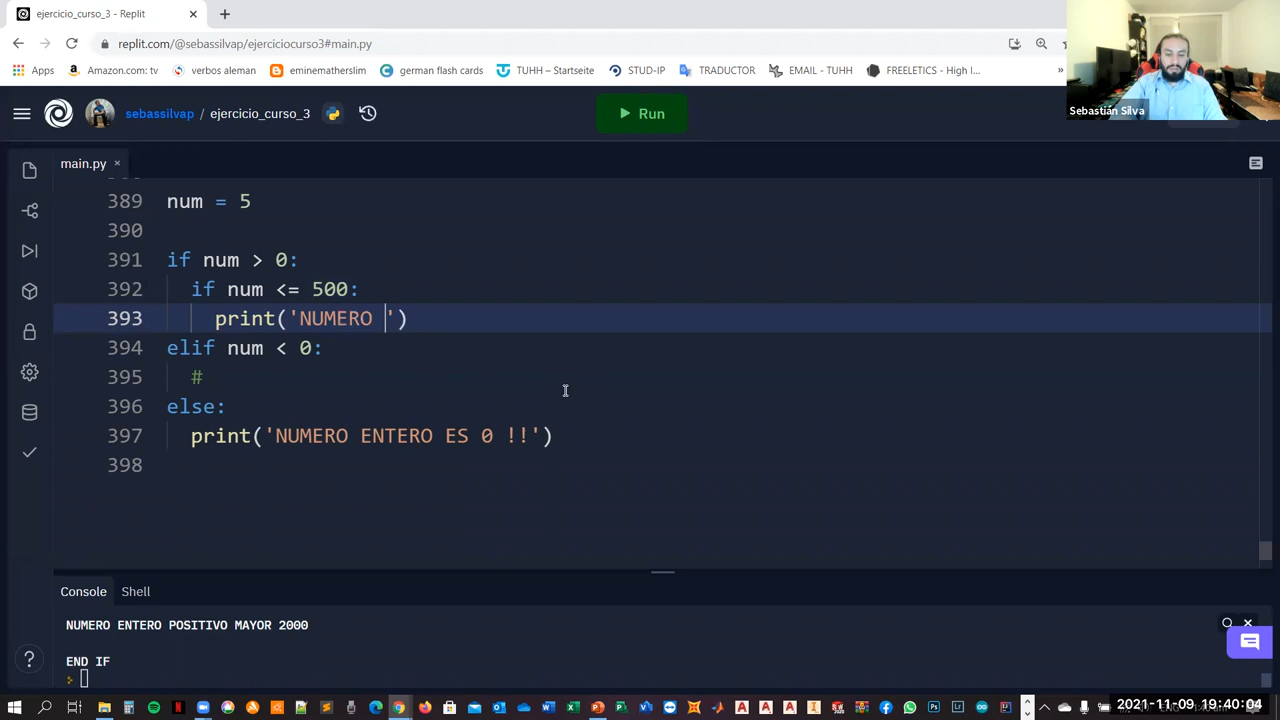 ejercicio_curso_3 - Replit
replit.com/@sebassilvap/ejerciciocurso3#main.py
Apps Amazon.com: tv verbos aleman eminematherslim german flash cards TUHH – Startseite STUD-IP TRADUCTOR EMAIL - TUHH FREELETICS - High I... »
Sebastián Silva
sebassilvap / ejercicio_curso_3
Run
main.py
389 num = 5
390
391 if num > 0:
392 if num <= 500:
393 print('NUMERO ')
394 elif num < 0:
395 #
396 else:
397 print('NUMERO ENTERO ES 0 !!')
398
Console Shell
NUMERO ENTERO POSITIVO MAYOR 2000
END IF
2021-11-09 19:40:04